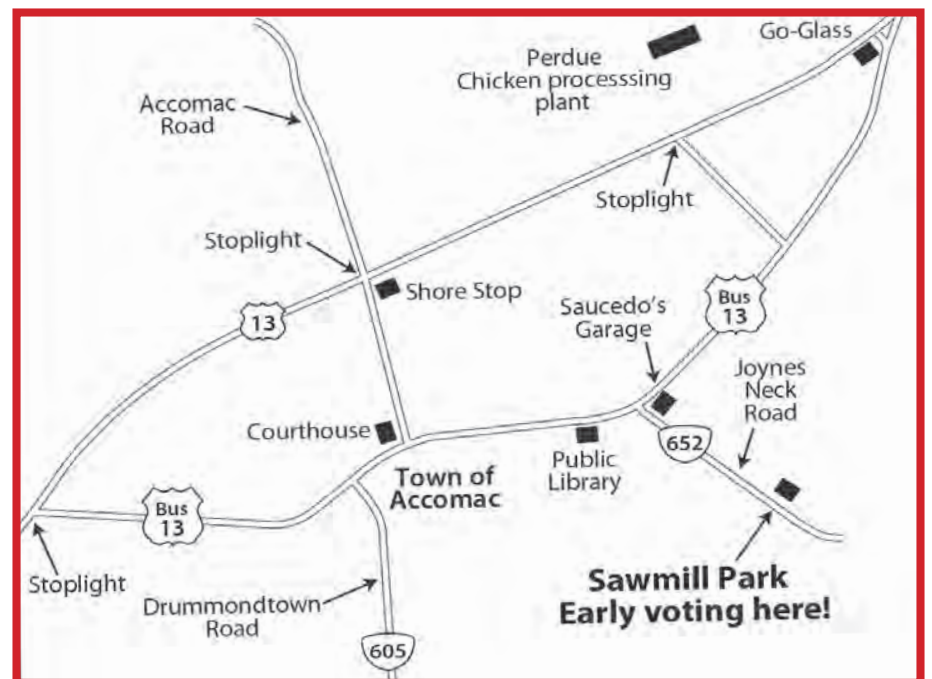 Go-Glass
Perdue
Chicken processsing
plant
Accomac
Road
Stoplight
Stoplight
Shore Stop
13
Saucedo's
Garage
Bus
13
Joynes
Neck
Road
Courthouse
652
Public
Library
Town of
Accomac
Bus
13
Stoplight
Drummondtown
Road
605
Sawmill Park
Early voting here!